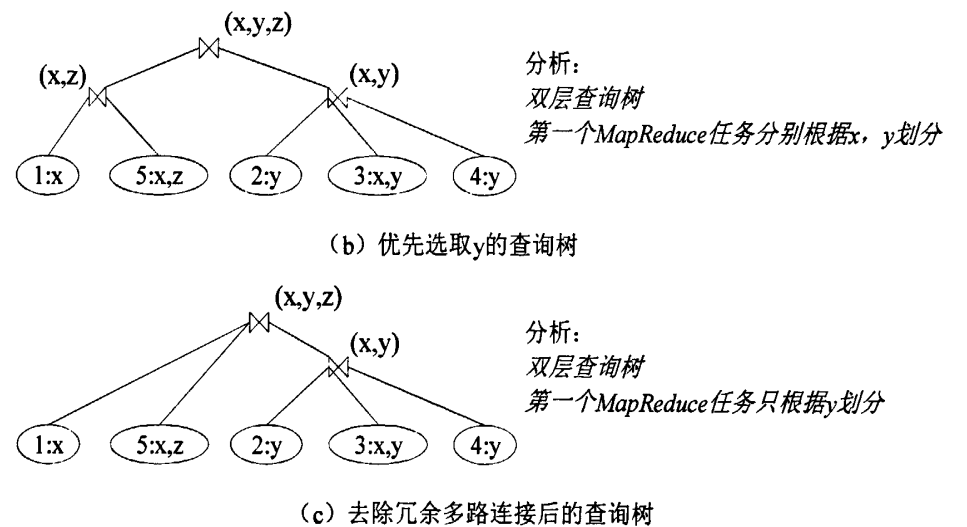 (x,y,z)
(x,z)
(x,y)
1:x
5:x,z
2:y
3:x,y
4:y
分析：
双层查询树
第一个MapReduce任务分别根据x，y划分
（b）优先选取y的查询树
(x,y,z)
(x,y)
1:x
5:x,z
2:y
3:x,y
4:y
分析：
双层查询树
第一个MapReduce任务只根据y划分
（c）去除冗余多路连接后的查询树